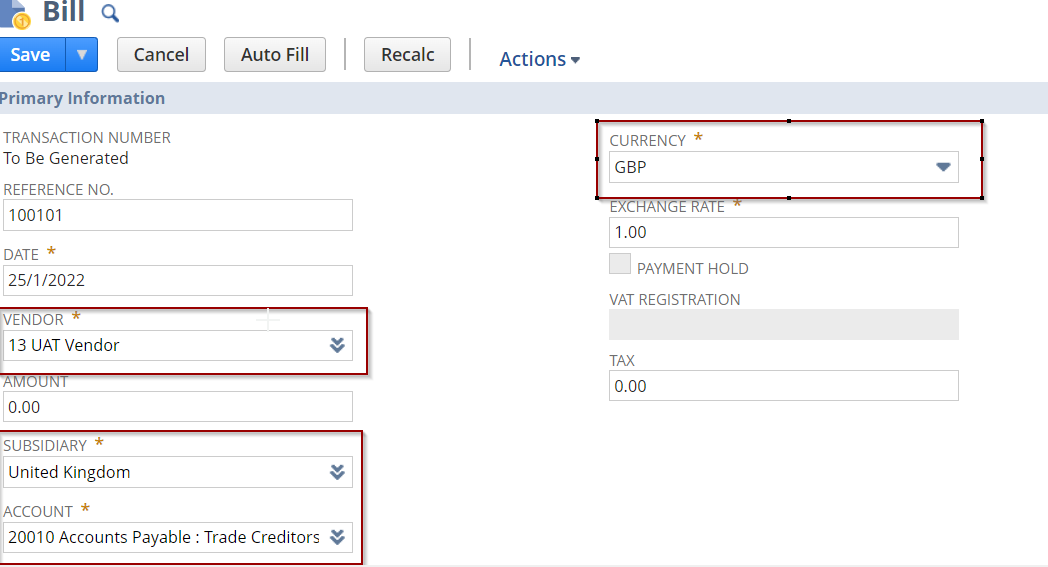 Bill
Save
Cancel
Auto Fill
Recalc
Actions
Primary Information
TRANSACTION NUMBER
To Be Generated
REFERENCE NO.
100101
DATE *
25/1/2022
VENDOR *
13 UAT Vendor
AMOUNT
0.00
SUBSIDIARY *
United Kingdom
ACCOUNT *
20010 Accounts Payable : Trade Creditors
CURRENCY *
GBP
EXCHANGE RATE *
1.00
PAYMENT HOLD
VAT REGISTRATION
TAX
0.00